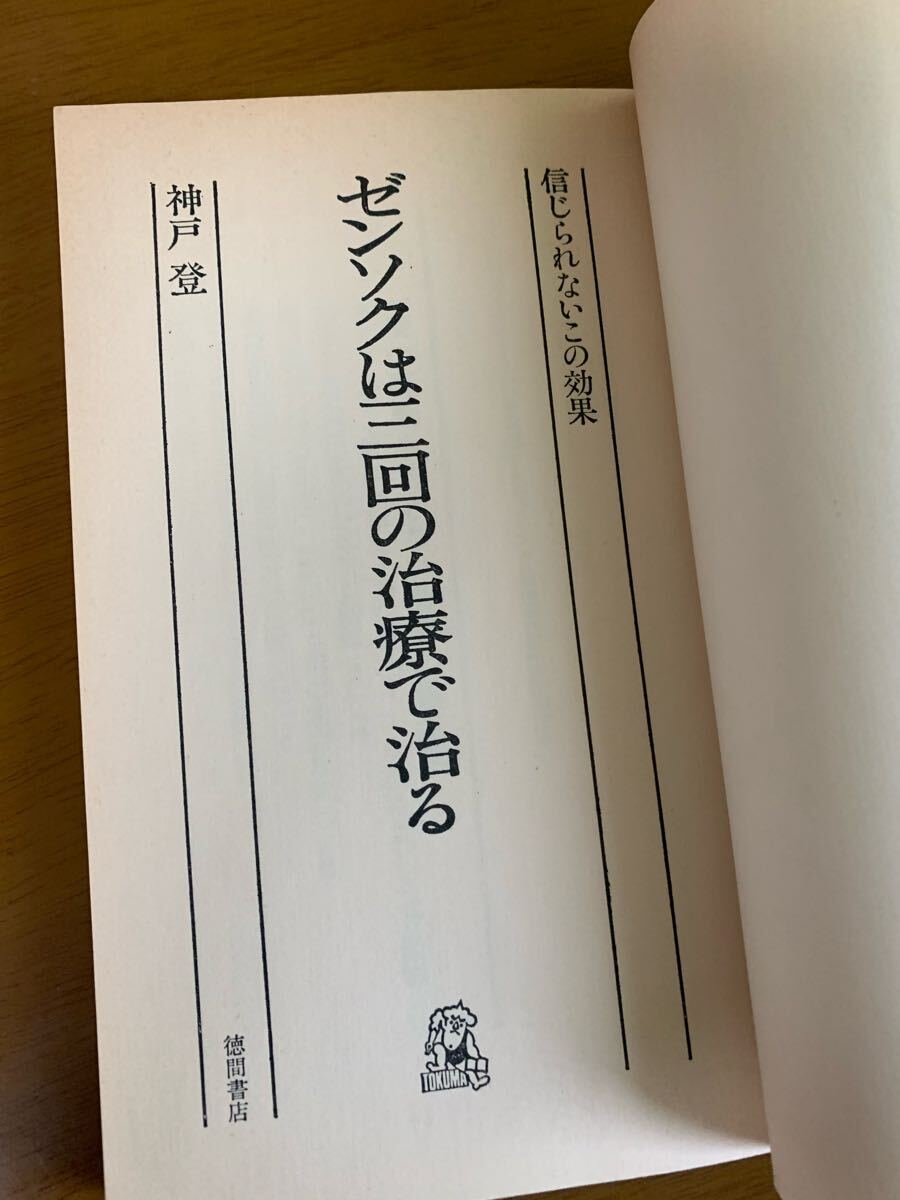 信じられないこの効果
ゼンソクは三回の治療で治る
神戸 登
徳間書店
TOKUMA